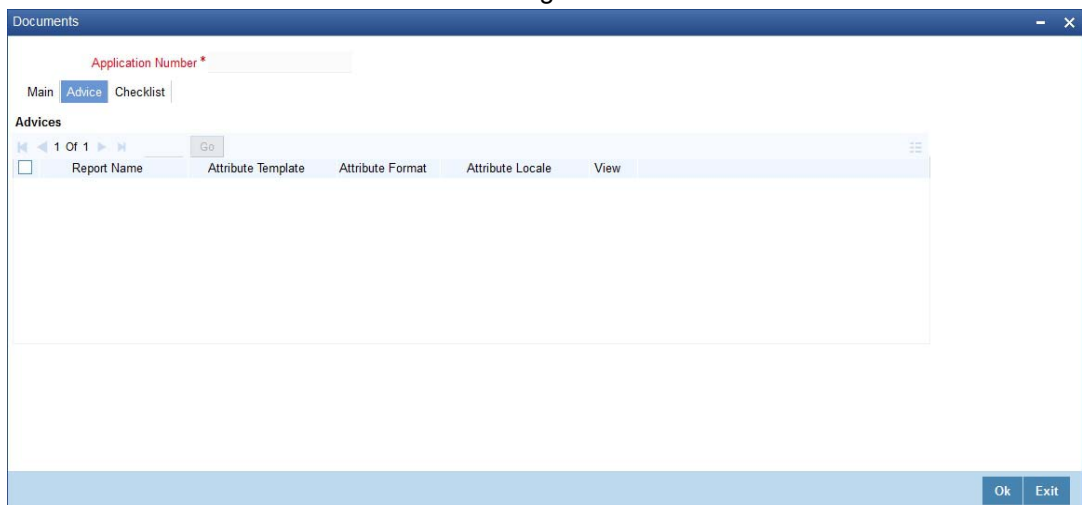 Documents
Application Number *
Main Advice Checklist
Advices
1 Of 1 Go
Report Name Attribute Template Attribute Format Attribute Locale View
Ok Exit